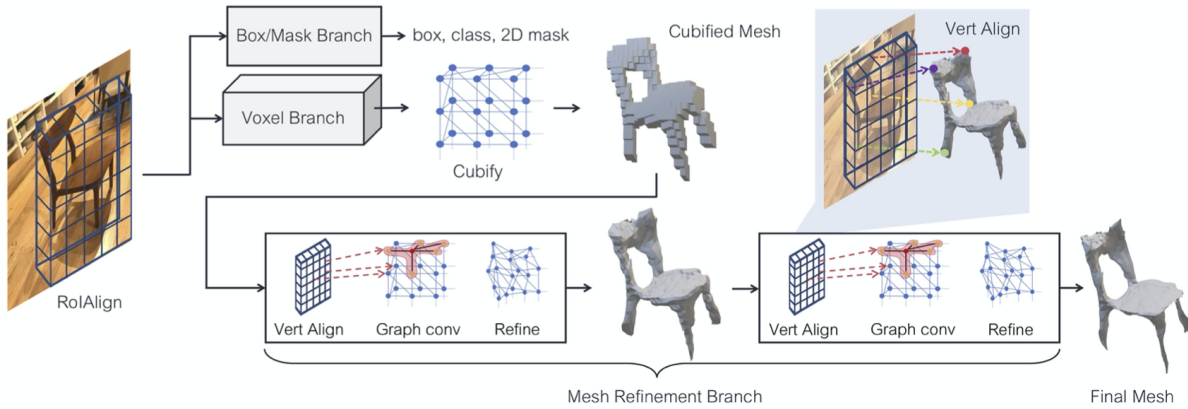 Box/Mask Branch
box, class, 2D mask
Cubified Mesh
Vert Align
Voxel Branch
Cubify
RoIAlign
Vert Align
Graph conv
Refine
Vert Align
Graph conv
Refine
Mesh Refinement Branch
Final Mesh